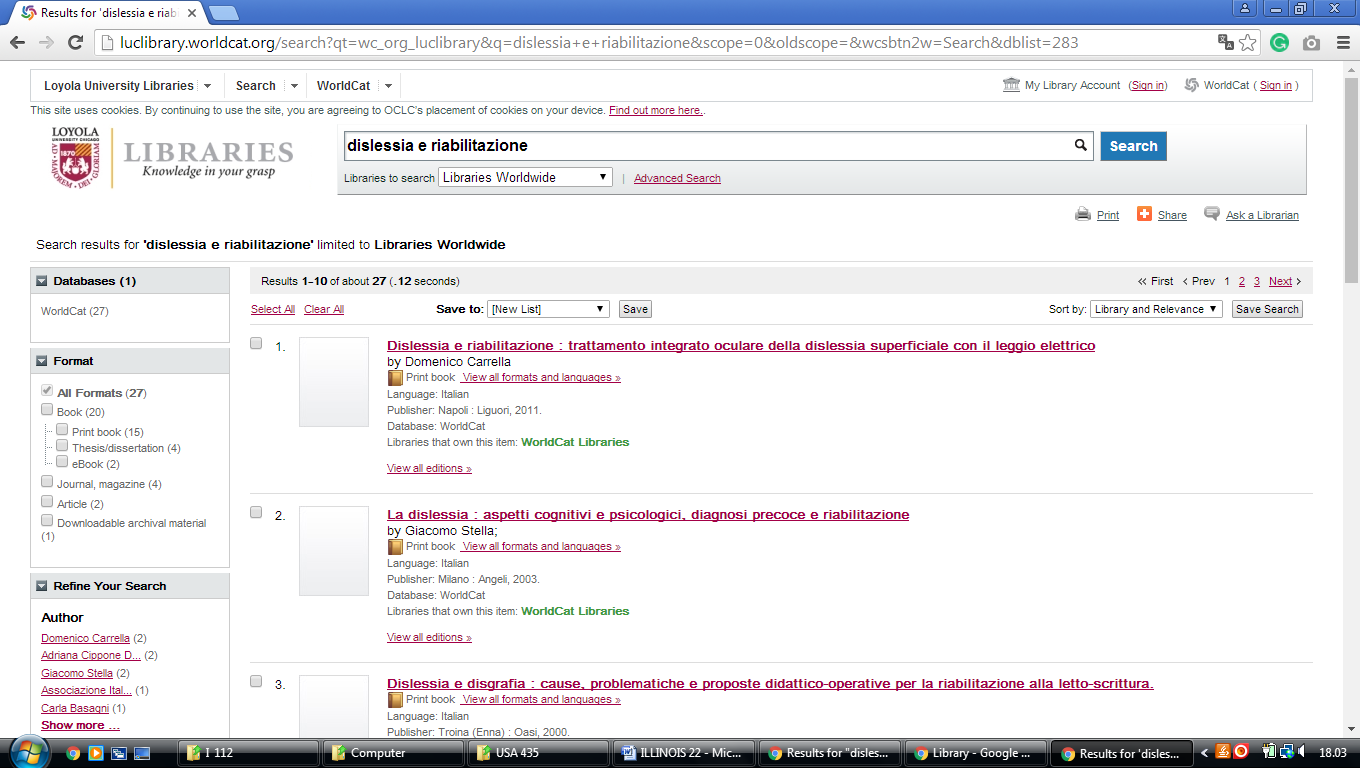 Results for 'dislessia e riab
luclibrary.worldcat.org/search?qt=wc_org_luclibrary&q=dislessia+e+riabilitazione&scope=0&oldscope=&wcsbtn2w=Search&dblist=283
Loyola University Libraries Search WorldCat My Library Account (Sign in) WorldCat ( Sign in )
This site uses cookies. By continuing to use the site, you are agreeing to OCLC's placement of cookies on your device. Find out more here..
LOYOLA
UNIVERSITY CHICAGO
1870
AD·MAJOREM·DEI·GLORIAM
LIBRARIES
Knowledge in your grasp
dislessia e riabilitazione Search
Libraries to search Libraries Worldwide | Advanced Search
Print Share Ask a Librarian
Search results for 'dislessia e riabilitazione' limited to Libraries Worldwide
Databases (1)
WorldCat (27)
Format
All Formats (27)
Book (20)
Print book (15)
Thesis/dissertation (4)
eBook (2)
Journal, magazine (4)
Article (2)
Downloadable archival material
(1)
Refine Your Search
Author
Domenico Carrella (2)
Adriana Cippone D... (2)
Giacomo Stella (2)
Associazione Ital... (1)
Carla Basagni (1)
Show more ...
Results 1-10 of about 27 (.12 seconds) « First ‹ Prev 1 2 3 Next ›
Select All Clear All Save to: [New List] Save Sort by: Library and Relevance Save Search
1. Dislessia e riabilitazione : trattamento integrato oculare della dislessia superficiale con il leggio elettrico
by Domenico Carrella
Print book View all formats and languages »
Language: Italian
Publisher: Napoli : Liguori, 2011.
Database: WorldCat
Libraries that own this item: WorldCat Libraries
View all editions »
2. La dislessia : aspetti cognitivi e psicologici, diagnosi precoce e riabilitazione
by Giacomo Stella;
Print book View all formats and languages »
Language: Italian
Publisher: Milano : Angeli, 2003.
Database: WorldCat
Libraries that own this item: WorldCat Libraries
View all editions »
3. Dislessia e disgrafia : cause, problematiche e proposte didattico-operative per la riabilitazione alla letto-scrittura.
Print book View all formats and languages »
Language: Italian
Publisher: Troina (Enna) : Oasi, 2000.
I 112 Computer USA 435 ILLINOIS 22 - Mic... Results for "disles... Library - Google ... Results for 'disles... 18.03